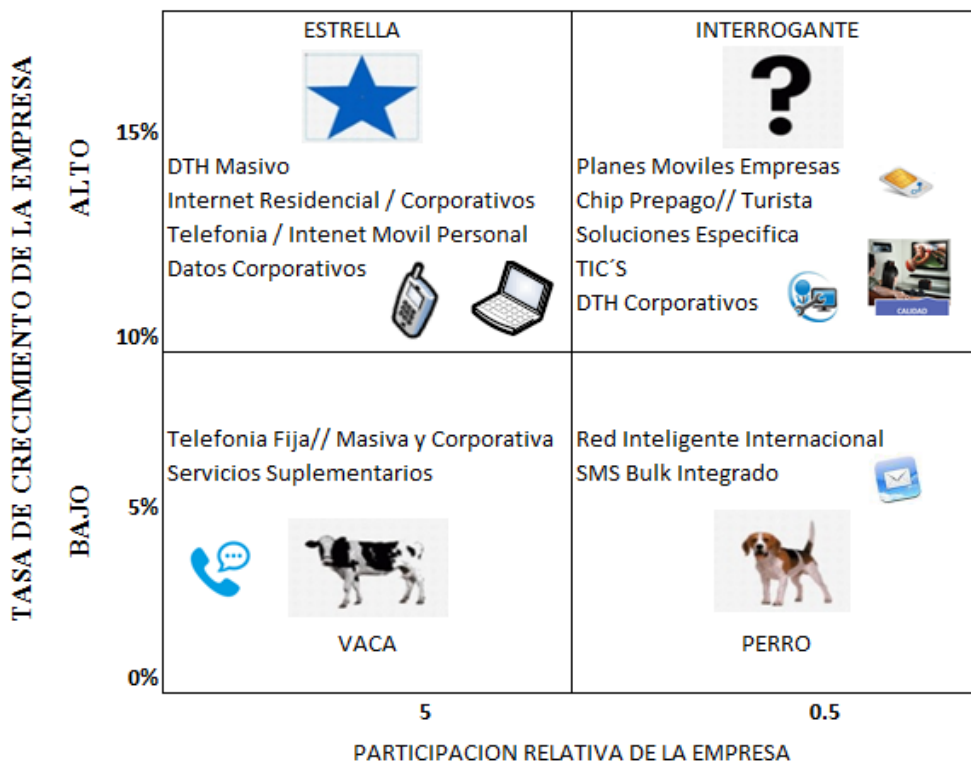 TASA DE CRECIMIENTO DE LA EMPRESA
ALTO
BAJO
15%
10%
5%
0%
ESTRELLA
DTH Masivo
Internet Residencial / Corporativos
Telefonia / Intenet Movil Personal
Datos Corporativos
INTERROGANTE
?
Planes Moviles Empresas
Chip Prepago// Turista
Soluciones Especifica
TIC´S
DTH Corporativos
CALIDAD
Telefonia Fija// Masiva y Corporativa
Servicios Suplementarios
VACA
Red Inteligente Internacional
SMS Bulk Integrado
PERRO
5
0.5
PARTICIPACION RELATIVA DE LA EMPRESA